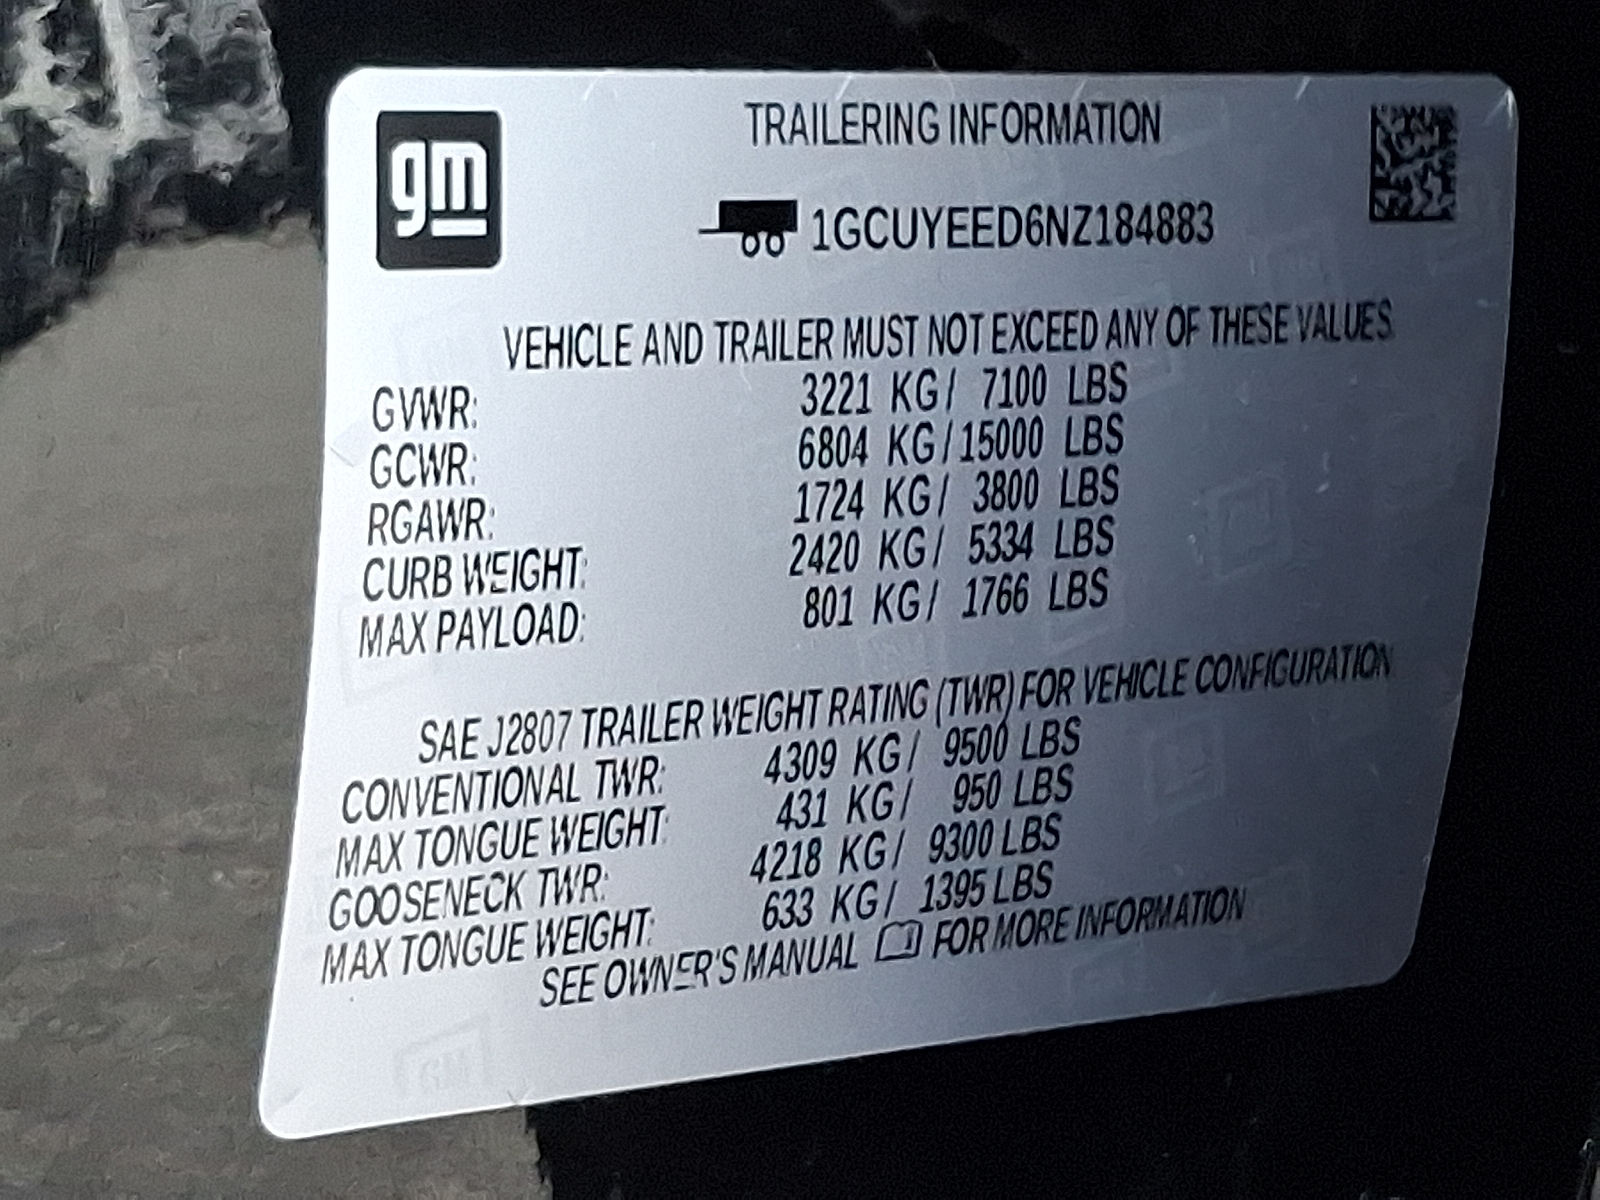 gm
TRAILERING INFORMATION
1GCUYEED6NZ184883
VEHICLE AND TRAILER MUST NOT EXCEED ANY OF THESE VALUES
GVWR: 3221 KG/ 7100 LBS
GCWR: 6804 KG/15000 LBS
RGAWR: 1724 KG/ 3800 LBS
CURB WEIGHT: 2420 KG/ 5334 LBS
MAX PAYLOAD: 801 KG/ 1766 LBS
SAE J2807 TRAILER WEIGHT RATING (TWR) FOR VEHICLE CONFIGURATION
CONVENTIONAL TWR: 4309 KG/ 9500 LBS
MAX TONGUE WEIGHT: 431 KG/ 950 LBS
GOOSENECK TWR: 4218 KG/ 9300 LBS
MAX TONGUE WEIGHT: 633 KG/ 1395 LBS
SEE OWNER'S MANUAL FOR MORE INFORMATION
GM